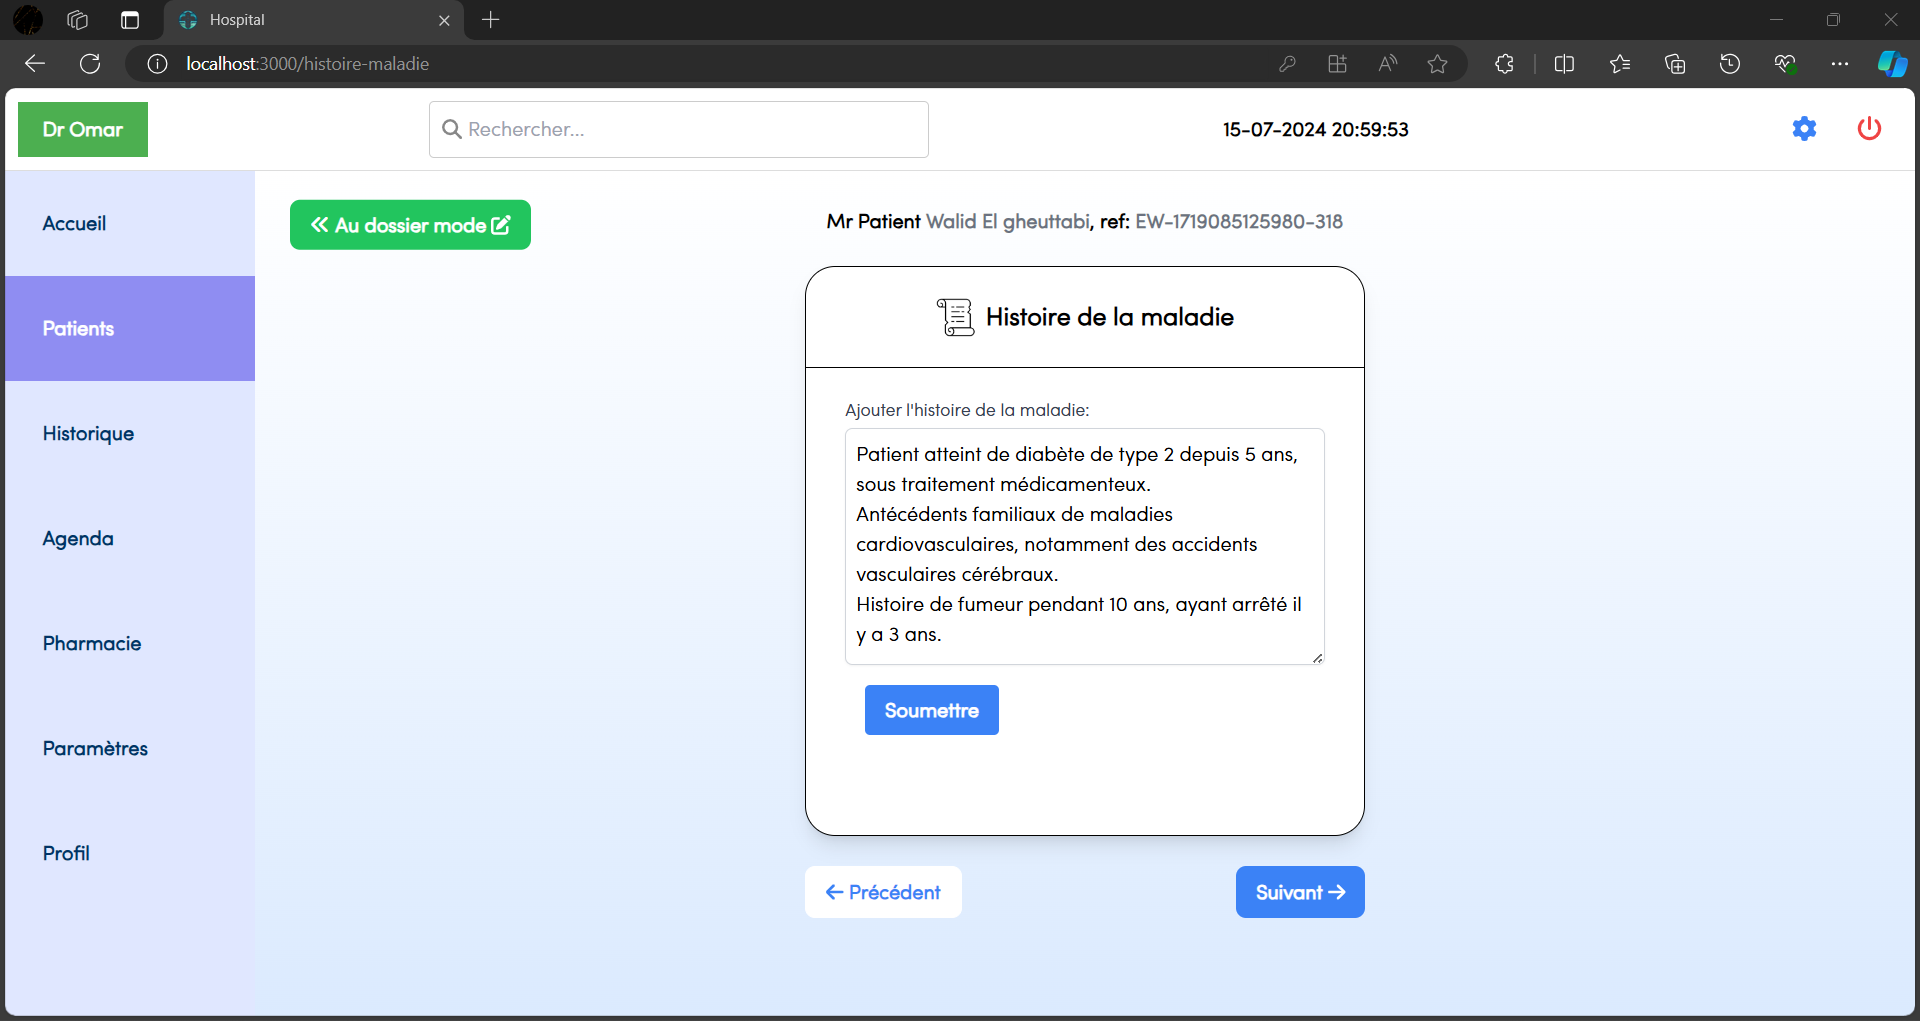 Hospital
localhost:3000/histoire-maladie
Dr Omar
Rechercher...
15-07-2024 20:59:53
Accueil
Patients
Historique
Agenda
Pharmacie
Paramètres
Profil
Au dossier mode
Mr Patient Walid El gheuttabi, ref: EW-1719085125980-318
Histoire de la maladie
Ajouter l'histoire de la maladie:
Patient atteint de diabète de type 2 depuis 5 ans,
sous traitement médicamenteux.
Antécédents familiaux de maladies
cardiovasculaires, notamment des accidents
vasculaires cérébraux.
Histoire de fumeur pendant 10 ans, ayant arrêté il
y a 3 ans.
Soumettre
Précédent
Suivant